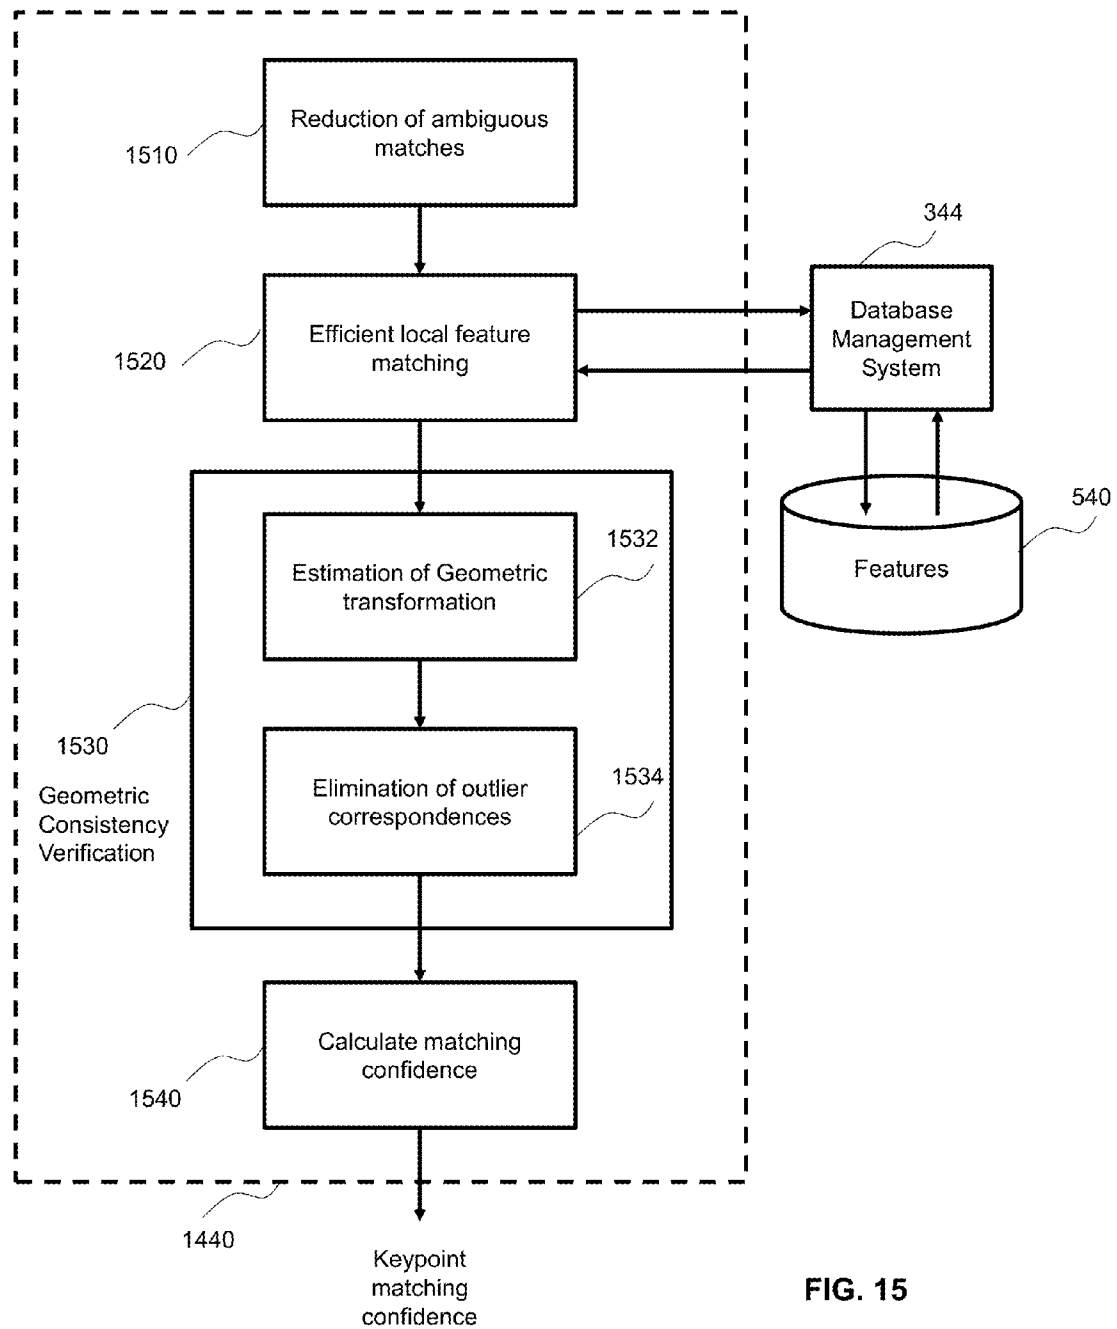 Reduction of ambiguous
matches
1510
344
Database
Management
System
Efficient local feature
matching
1520
540
Features
1532
Estimation of Geometric
transformation
1530
Geometric
Consistency
Verification
1534
Elimination of outlier
correspondences
Calculate matching
confidence
1540
1440
Keypoint
matching
confidence
FIG. 15